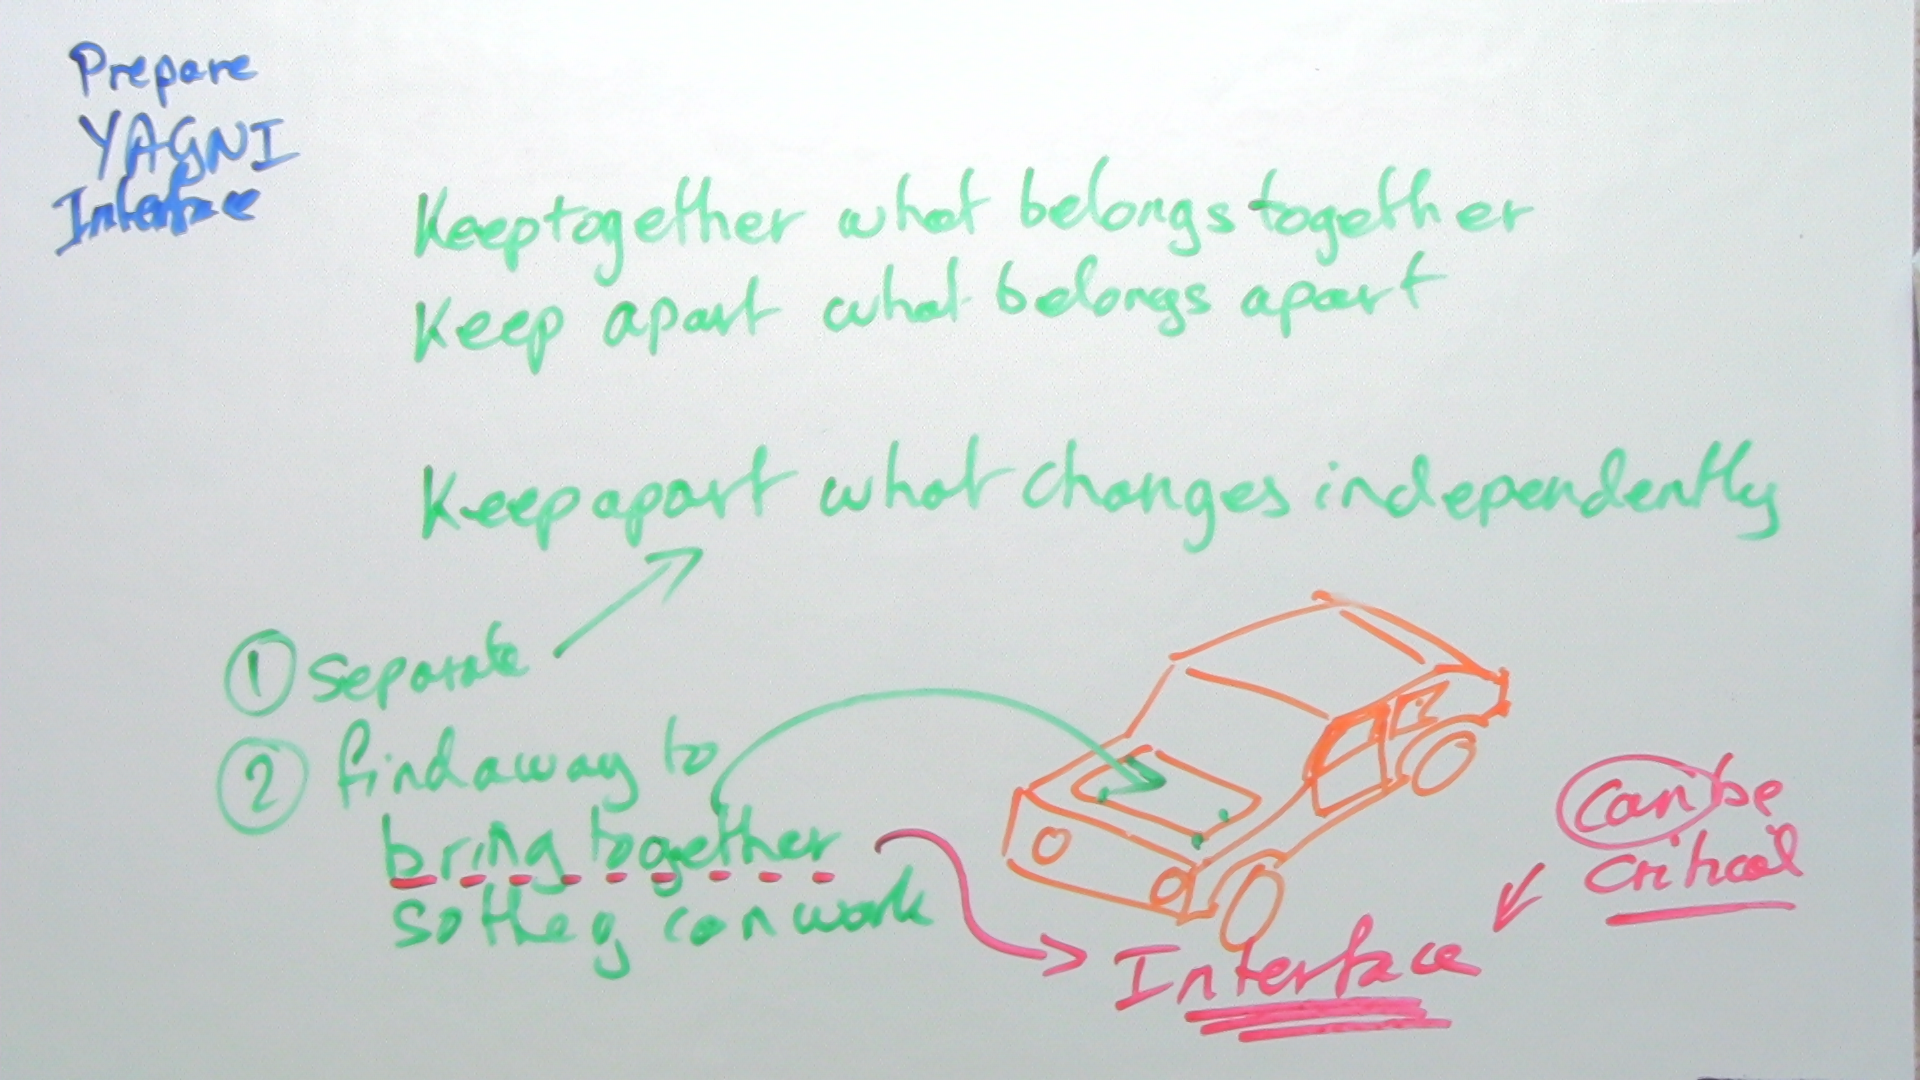 Prepare
YAGNI
Interface
Keep together what belongs together
Keep apart what belongs apart
Keep apart what changes independently
① separate
② find a way to
bring together
so they can work
can be
critical
Interface